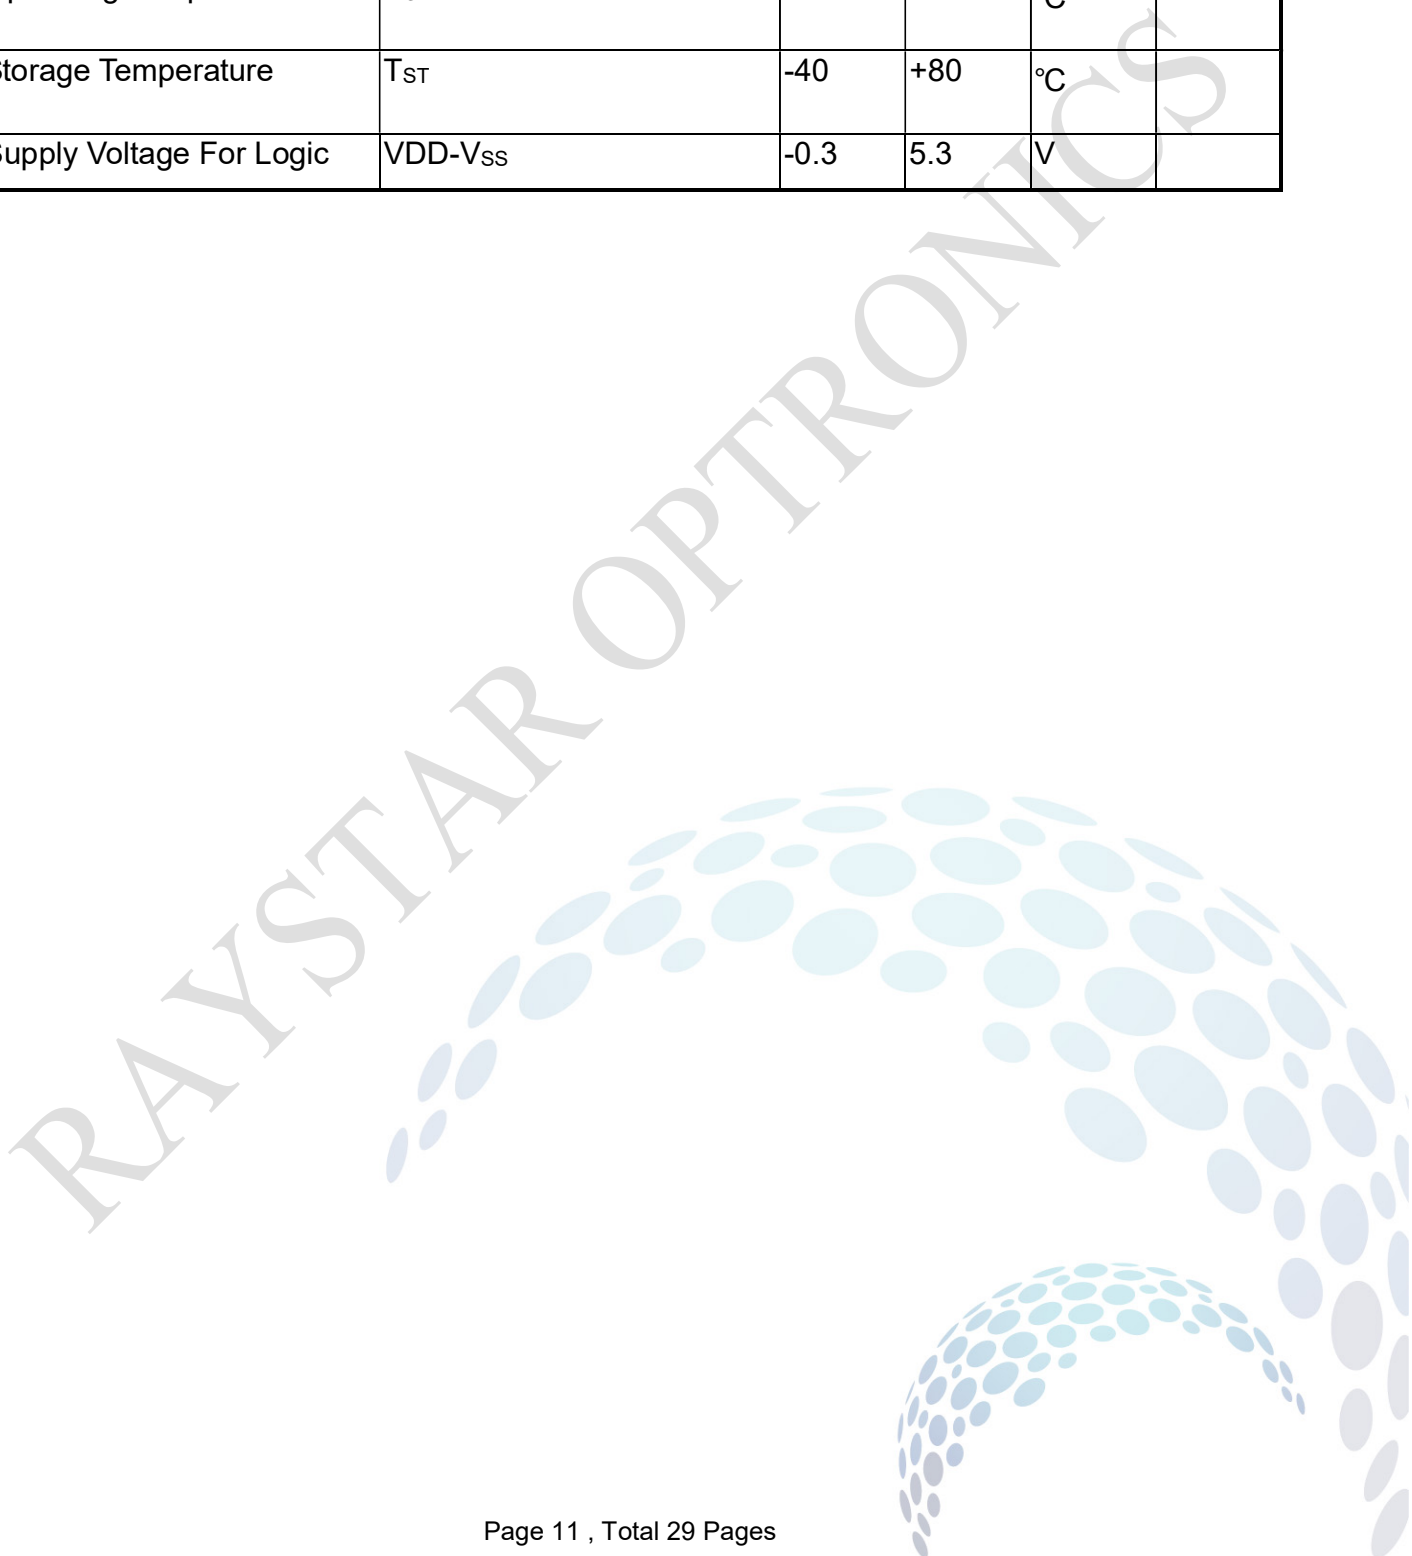 ℃
Storage Temperature TST -40 +80 ℃
Supply Voltage For Logic VDD-VSS -0.3 5.3 V
RAYSTAR OPTRONICS
Page 11 , Total 29 Pages